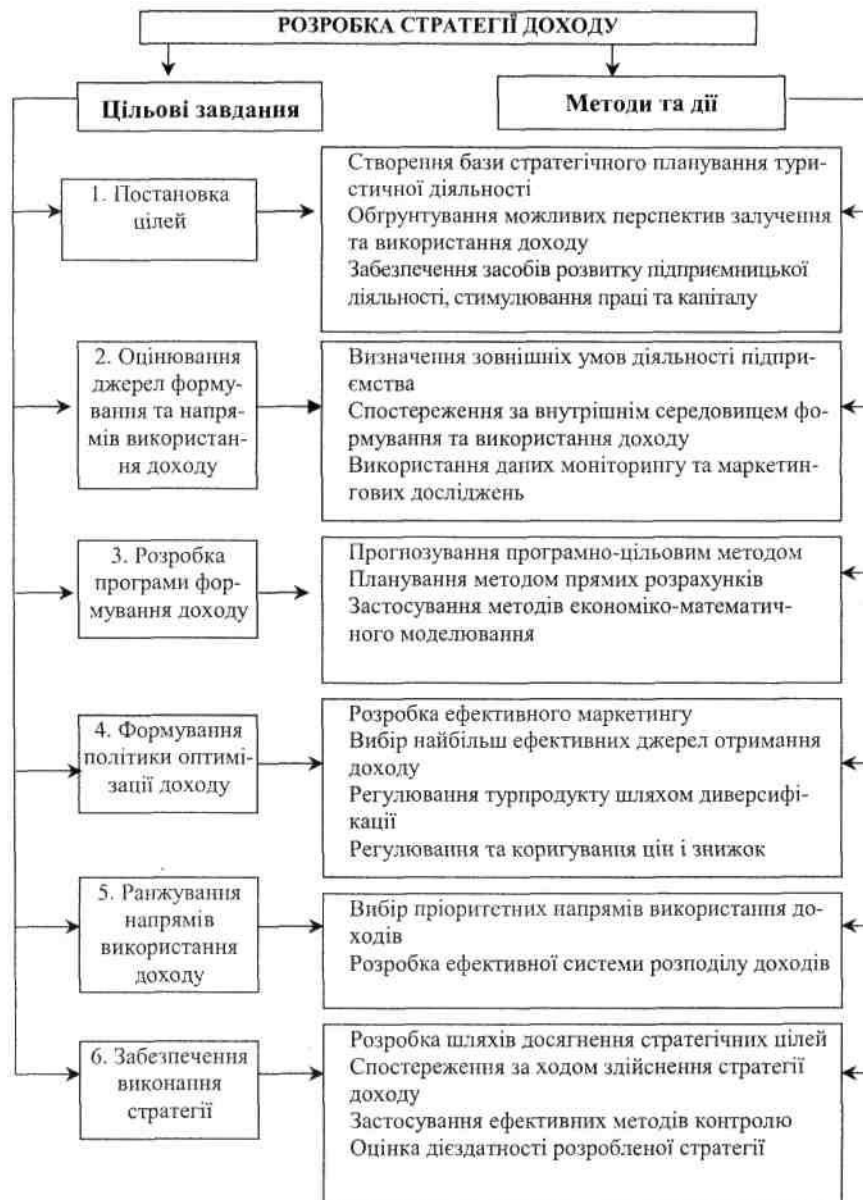 РОЗРОБКА СТРАТЕГІЇ ДОХОДУ
Цільові завдання
Методи та дії
1. Постановка
цілей
Створення бази стратегічного планування тури-
стичної діяльності
Обґрунтування можливих перспектив залучення
та використання доходу
Забезпечення засобів розвитку підприємницької
діяльності, стимулювання праці та капіталу
2. Оцінювання
джерел форму-
вання та напря-
мів використан-
ня доходу
Визначення зовнішніх умов діяльності підпри-
ємства
Спостереження за внутрішнім середовищем фо-
рмування та використання доходу
Використання даних моніторингу та маркетин-
гових досліджень
3. Розробка
програми фор-
мування доходу
Прогнозування програмно-цільовим методом
Планування методом прямих розрахунків
Застосування методів економіко-математич-
ного моделювання
4. Формування
політики оптимі-
зації доходу
Розробка ефективного маркетингу
Вибір найбільш ефективних джерел отримання
доходу
Регулювання турпродукту шляхом диверсифі-
кації
Регулювання та коригування цін і знижок
5. Ранжування
напрямів
використання
доходу
Вибір пріоритетних напрямів використання до-
ходів
Розробка ефективної системи розподілу доходів
6. Забезпечення
виконання
стратегії
Розробка шляхів досягнення стратегічних цілей
Спостереження за ходом здійснення стратегії
доходу
Застосування ефективних методів контролю
Оцінка дієздатності розробленої стратегії